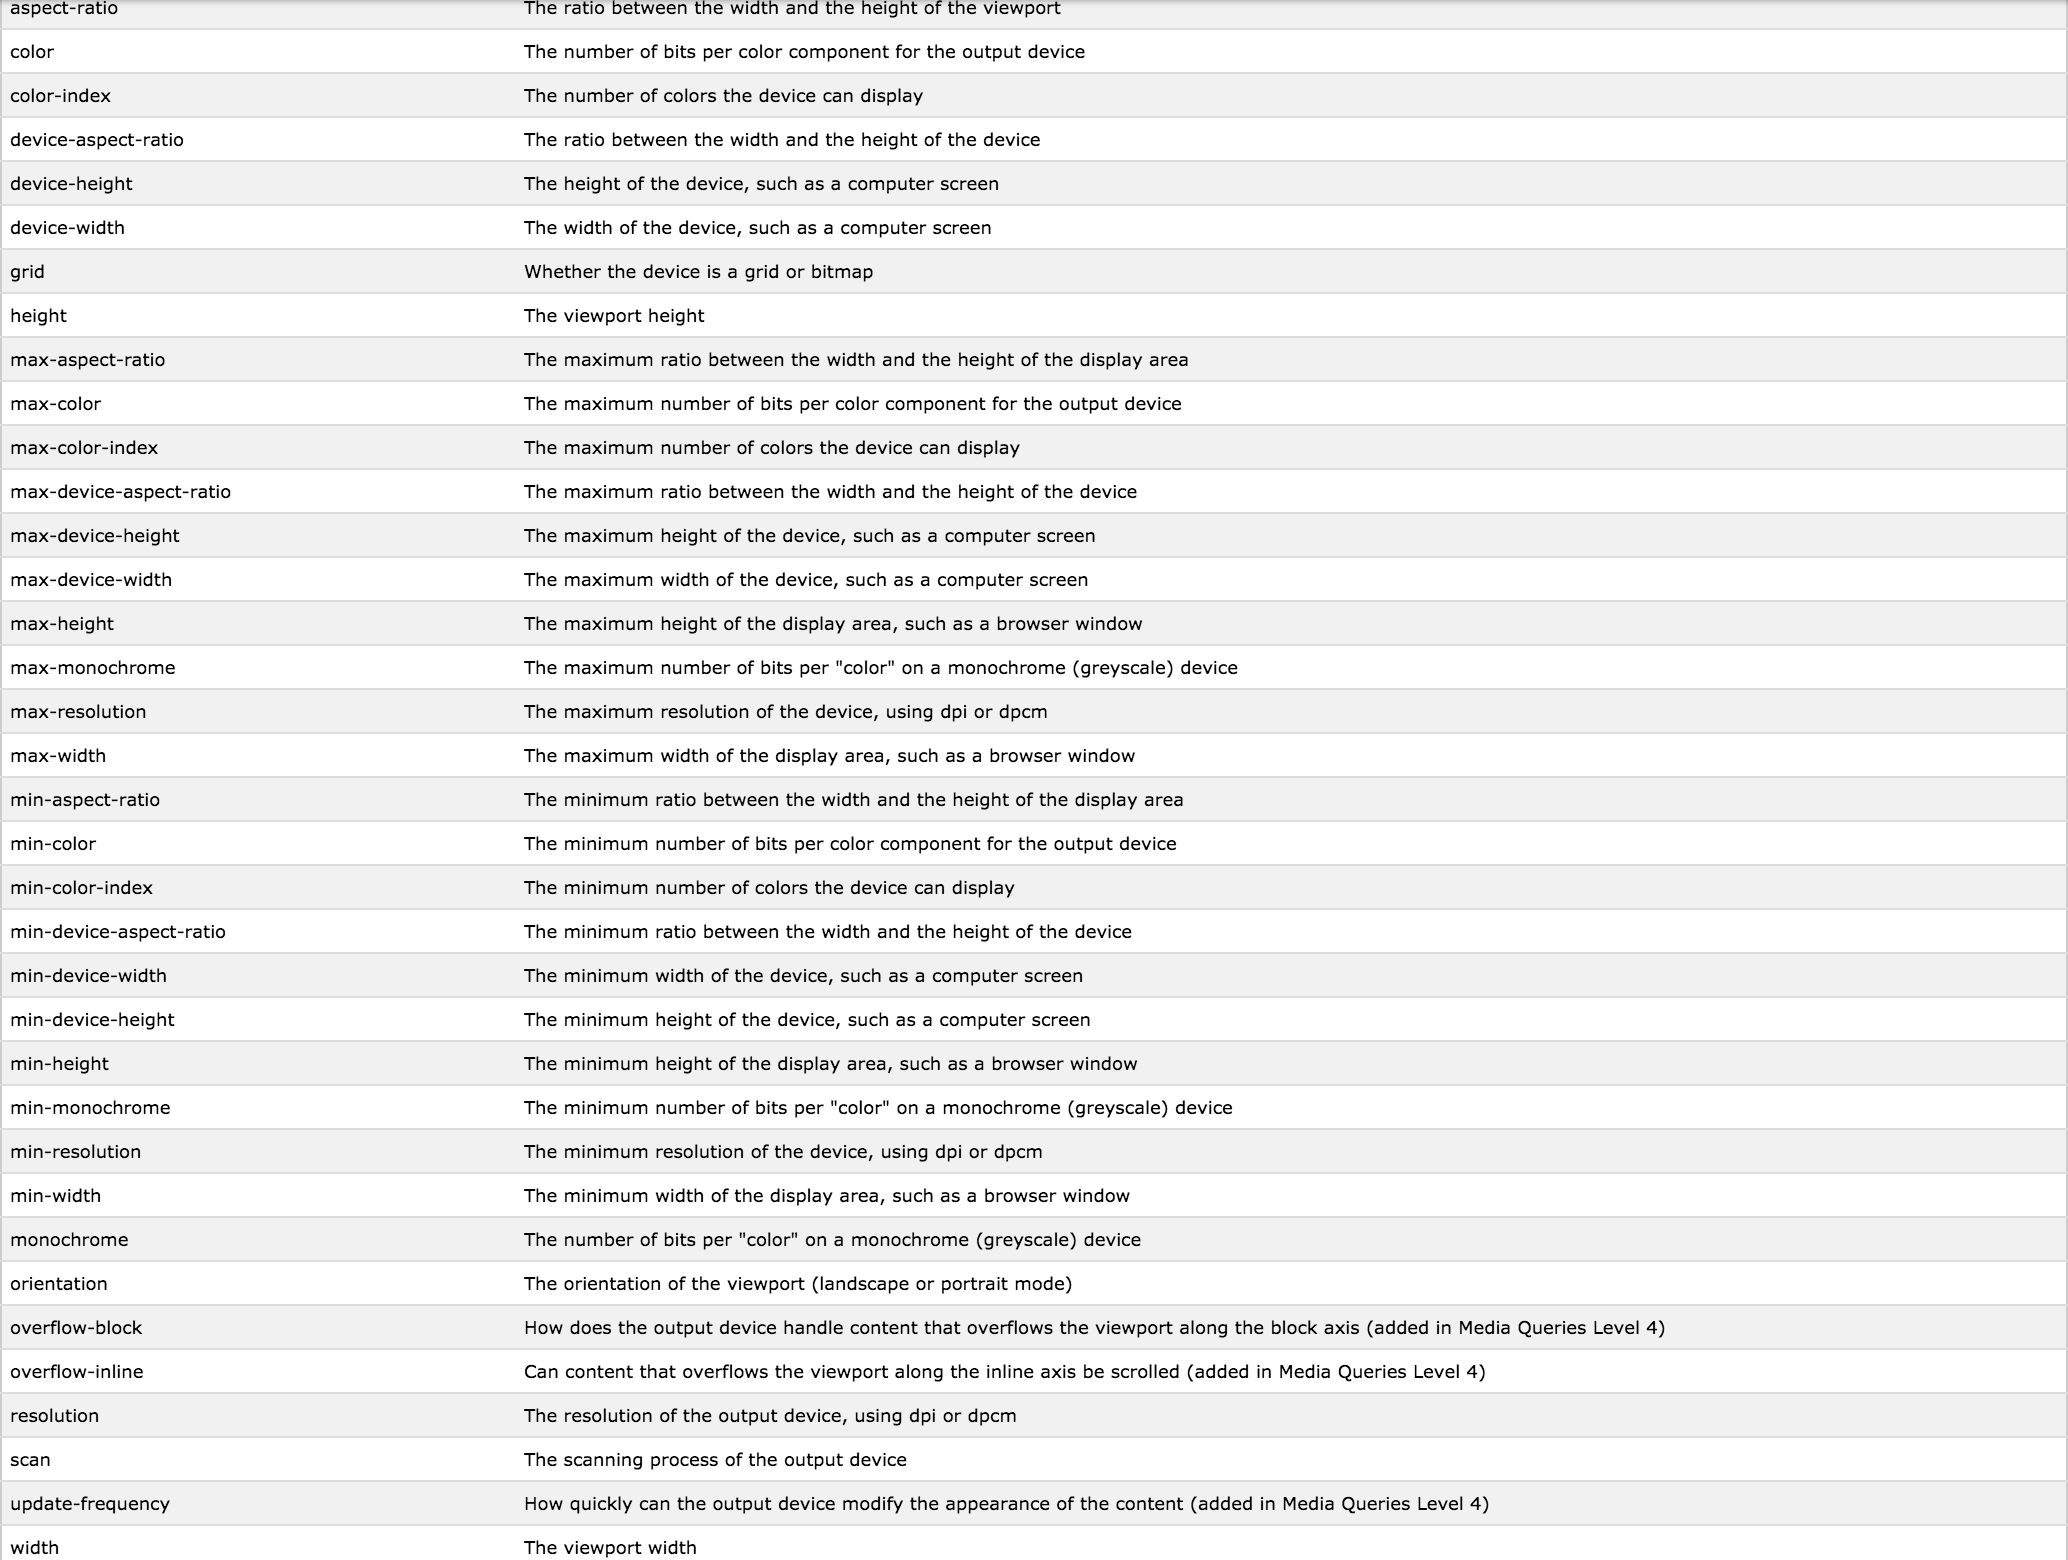 aspect-ratio The ratio between the width and the height of the viewport
color The number of bits per color component for the output device
color-index The number of colors the device can display
device-aspect-ratio The ratio between the width and the height of the device
device-height The height of the device, such as a computer screen
device-width The width of the device, such as a computer screen
grid Whether the device is a grid or bitmap
height The viewport height
max-aspect-ratio The maximum ratio between the width and the height of the display area
max-color The maximum number of bits per color component for the output device
max-color-index The maximum number of colors the device can display
max-device-aspect-ratio The maximum ratio between the width and the height of the device
max-device-height The maximum height of the device, such as a computer screen
max-device-width The maximum width of the device, such as a computer screen
max-height The maximum height of the display area, such as a browser window
max-monochrome The maximum number of bits per "color" on a monochrome (greyscale) device
max-resolution The maximum resolution of the device, using dpi or dpcm
max-width The maximum width of the display area, such as a browser window
min-aspect-ratio The minimum ratio between the width and the height of the display area
min-color The minimum number of bits per color component for the output device
min-color-index The minimum number of colors the device can display
min-device-aspect-ratio The minimum ratio between the width and the height of the device
min-device-width The minimum width of the device, such as a computer screen
min-device-height The minimum height of the device, such as a computer screen
min-height The minimum height of the display area, such as a browser window
min-monochrome The minimum number of bits per "color" on a monochrome (greyscale) device
min-resolution The minimum resolution of the device, using dpi or dpcm
min-width The minimum width of the display area, such as a browser window
monochrome The number of bits per "color" on a monochrome (greyscale) device
orientation The orientation of the viewport (landscape or portrait mode)
overflow-block How does the output device handle content that overflows the viewport along the block axis (added in Media Queries Level 4)
overflow-inline Can content that overflows the viewport along the inline axis be scrolled (added in Media Queries Level 4)
resolution The resolution of the output device, using dpi or dpcm
scan The scanning process of the output device
update-frequency How quickly can the output device modify the appearance of the content (added in Media Queries Level 4)
width The viewport width